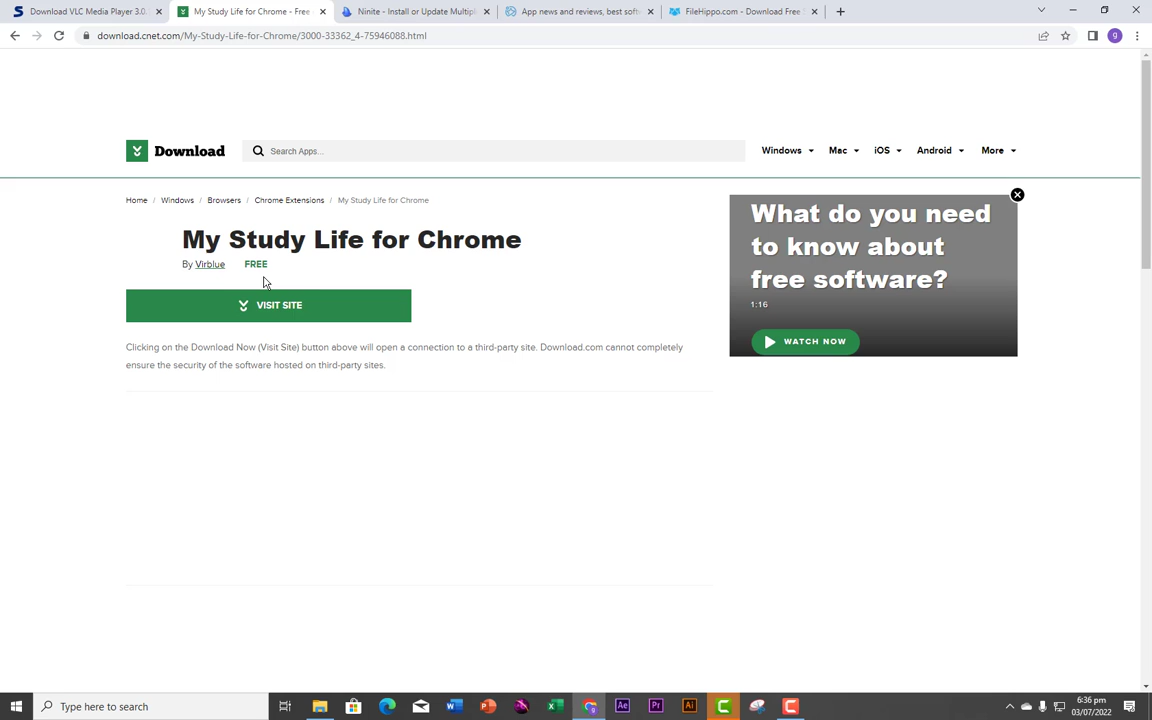 Download VLC Media Player 3.0.
My Study Life for Chrome - Free
Ninite - Install or Update Multipl
App news and reviews, best softw
FileHippo.com - Download Free S
download.cnet.com/My-Study-Life-for-Chrome/3000-33362_4-75946088.html
g
Download
Search Apps...
Windows
Mac
iOS
Android
More
Home / Windows / Browsers / Chrome Extensions / My Study Life for Chrome
My Study Life for Chrome
By Virblue FREE
VISIT SITE
Clicking on the Download Now (Visit Site) button above will open a connection to a third-party site. Download.com cannot completely
ensure the security of the software hosted on third-party sites.
What do you need
to know about
free software?
1:16
WATCH NOW
Type here to search
Ae
Pr
Ai
6:36 pm
03/07/2022